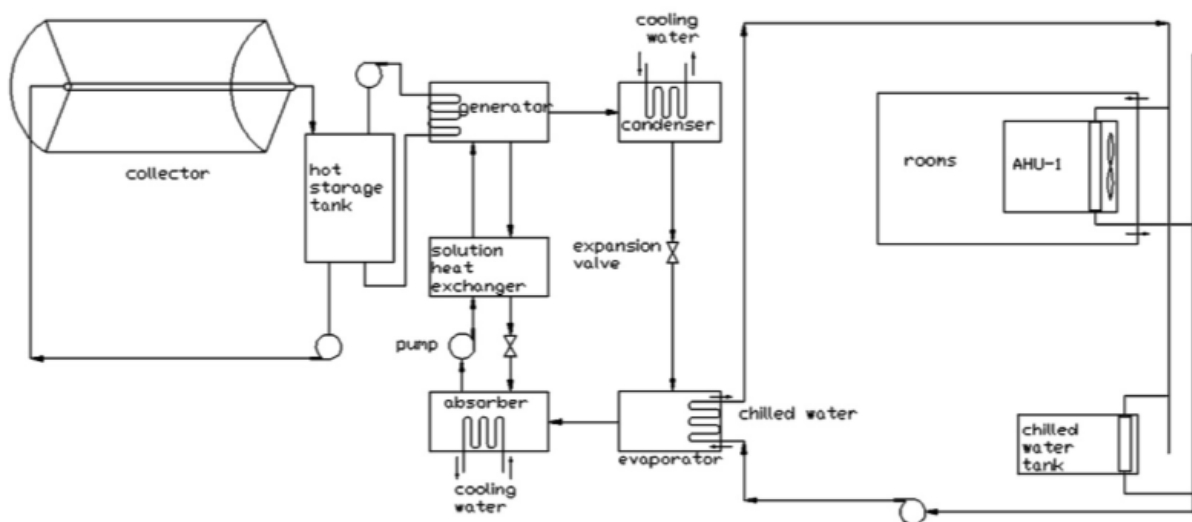 cooling
water
generator
condenser
collector
hot
storage
tank
rooms
AHU-1
solution
heat
exchanger
expansion
valve
pump
absorber
chilled water
evaporator
chilled
water
tank
cooling
water